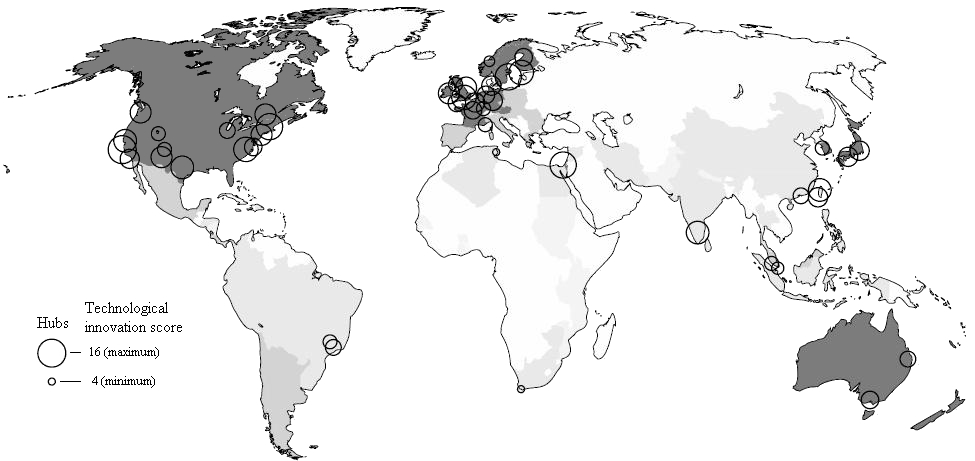 Hubs
Technological
innovation score
16 (maximum)
4 (minimum)